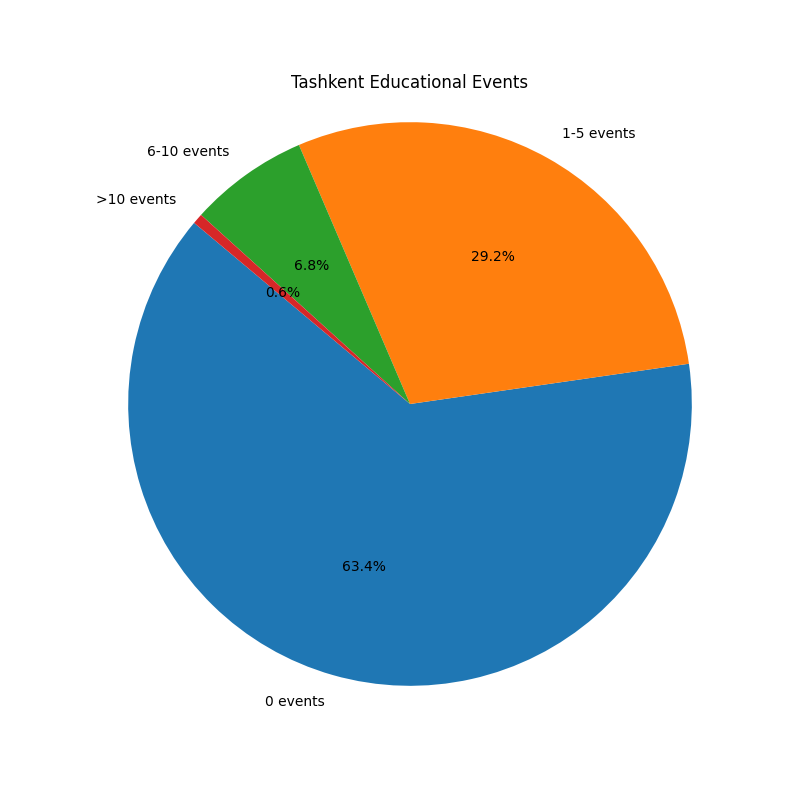 Tashkent Educational Events
1-5 events
6-10 events
>10 events
29.2%
6.8%
0.6%
63.4%
0 events